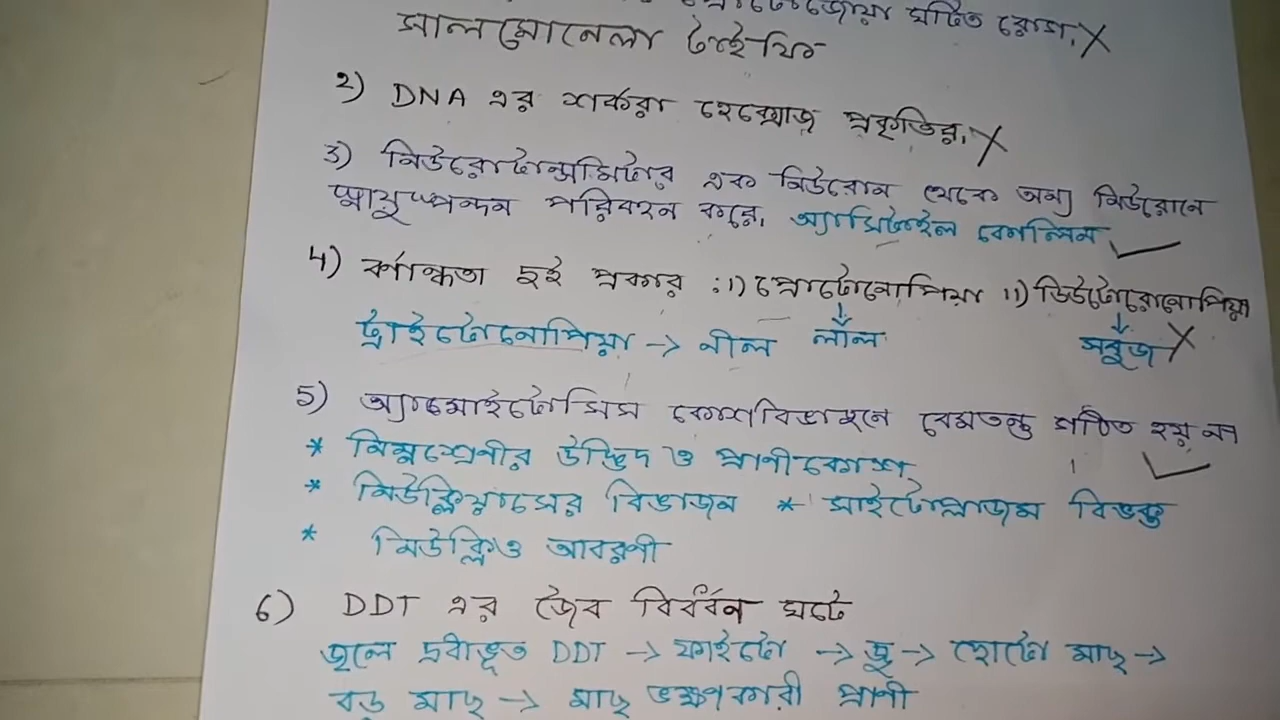 ঘটিত রোগ, X
সালমোনেলা টাইফি
2) DNA এর শর্করা হেক্সোজ প্রকৃতির, X
3) নিউরোট্রান্সমিটার এক নিউরোন থেকে অন্য নিউরোনে
স্নায়ুস্পন্দন পরিবহন করে, অ্যাসিটাইল কোলিন ✓
4) বর্ণান্ধতা দুই প্রকার : i) প্রোটোনোপিয়া ii) ডিউটোরোনোপিয়া
ট্রাইটোনোপিয়া → নীল লাল সবুজ X
5) অ্যামোইটোসিস কোশবিভাজনে বেমতন্তু গঠিত হয় না
* নিম্নশ্রেণীর উদ্ভিদ ও প্রাণীকোশ ✓
* নিউক্লিয়াসের বিভাজন * সাইটোপ্লাজম বিভক্ত
* নিউক্লিও আবরণী
6) DDT এর জৈব বিবর্ধন ঘটে
জলে দ্রবীভূত DDT → ফাইটো → জু → ছোটো মাছ →
বড় মাছ → মাছ ভক্ষণকারী প্রাণী